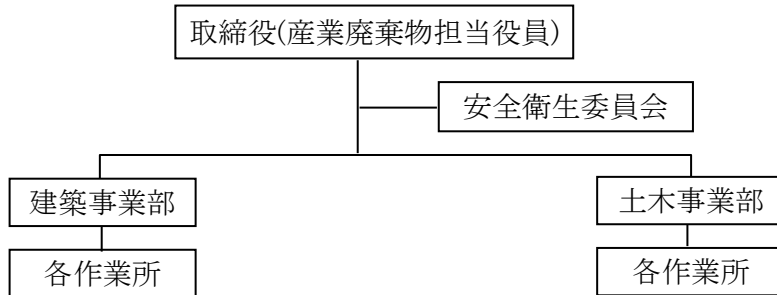 取締役(産業廃棄物担当役員)
安全衛生委員会
建築事業部
土木事業部
各作業所
各作業所